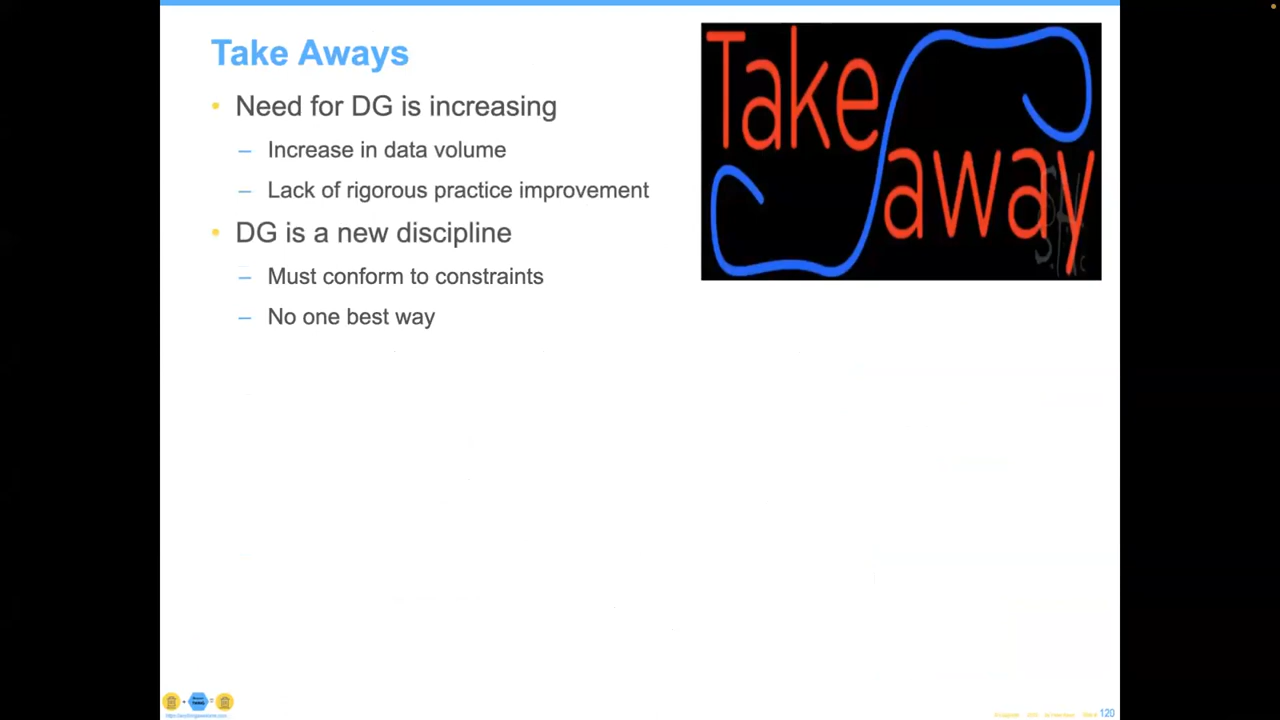 Take Aways
• Need for DG is increasing
– Increase in data volume
– Lack of rigorous practice improvement
• DG is a new discipline
– Must conform to constraints
– No one best way
Take
away
120